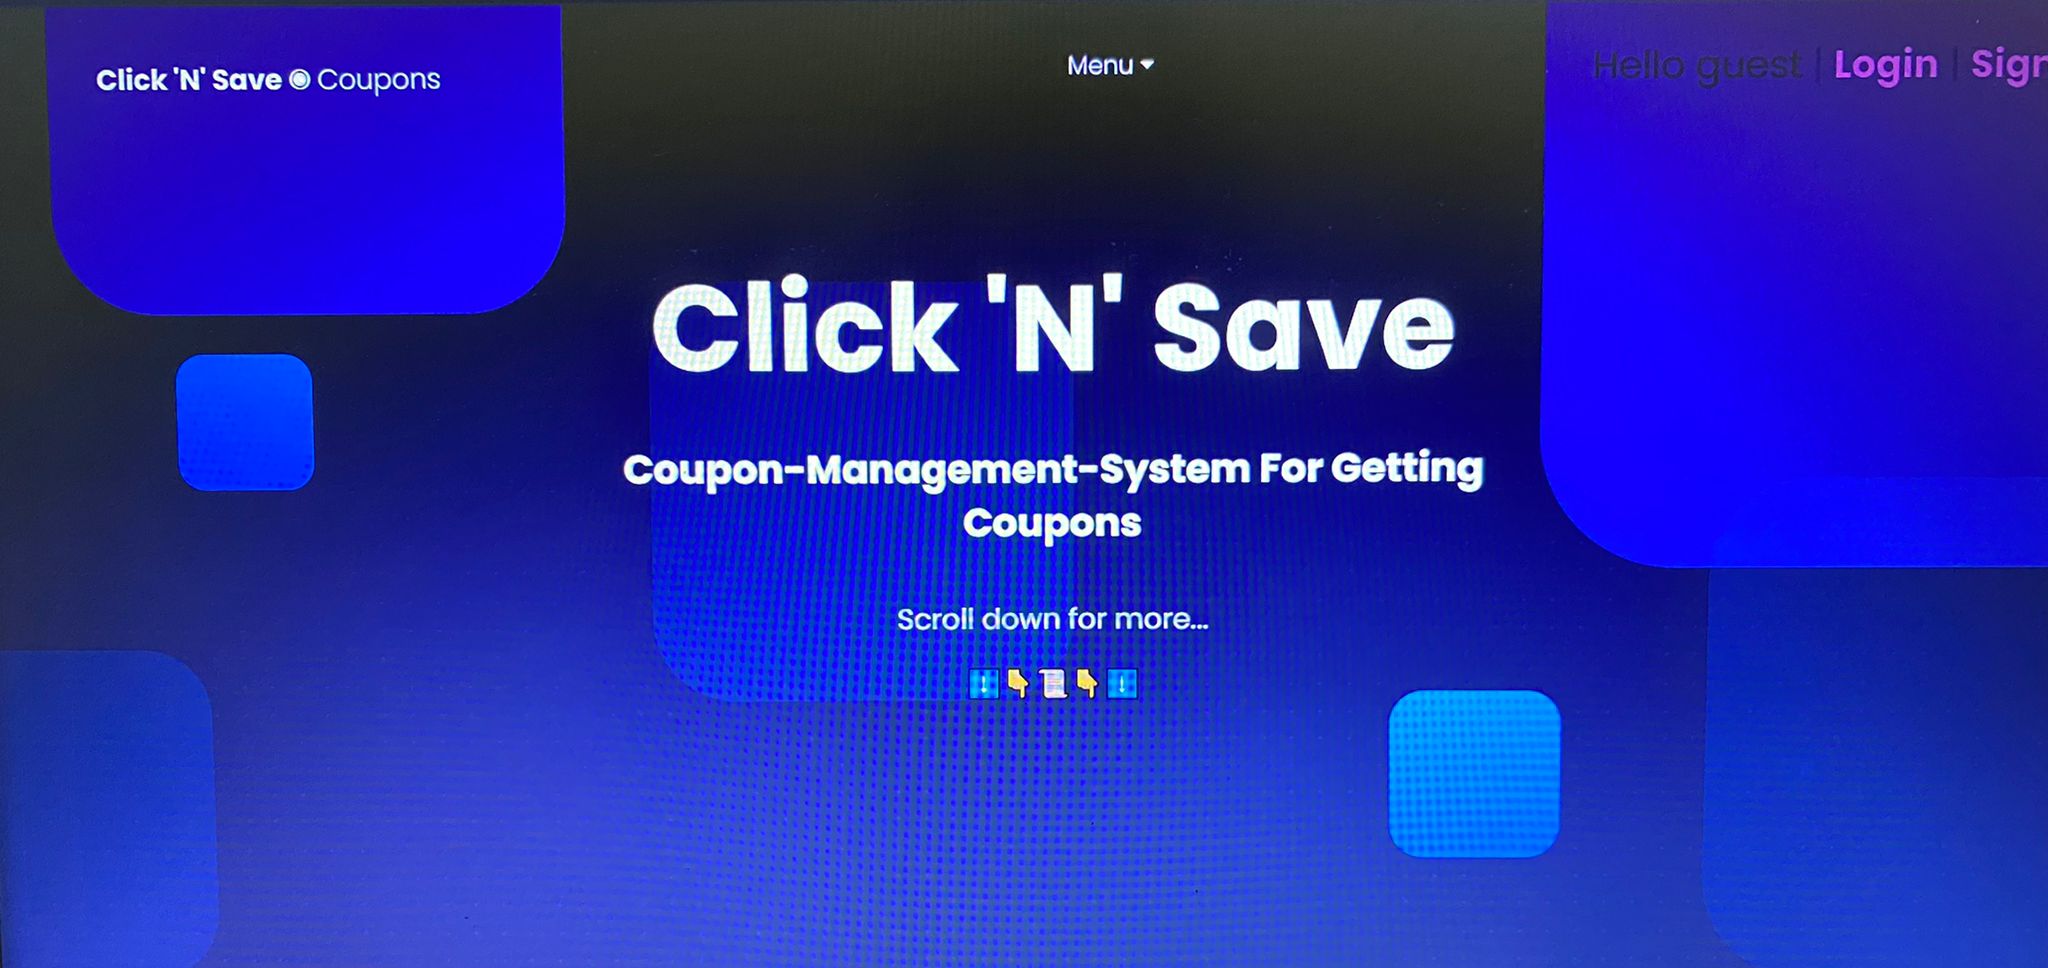 Click 'N' Save ◉ Coupons
Menu
Hello guest | Login |
Click 'N' Save
Coupon-Management-System For Getting
Coupons
Scroll down for more...
⬇️👇📜👇⬇️